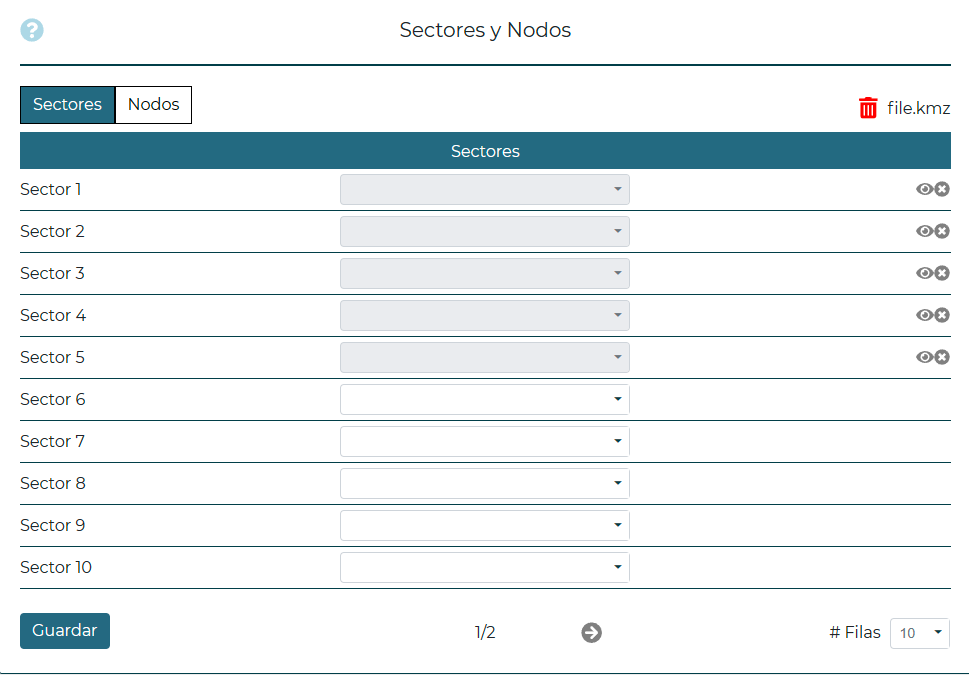 Sectores y Nodos
Sectores Nodos file.kmz
Sectores
Sector 1
Sector 2
Sector 3
Sector 4
Sector 5
Sector 6
Sector 7
Sector 8
Sector 9
Sector 10
Guardar 1/2 # Filas 10